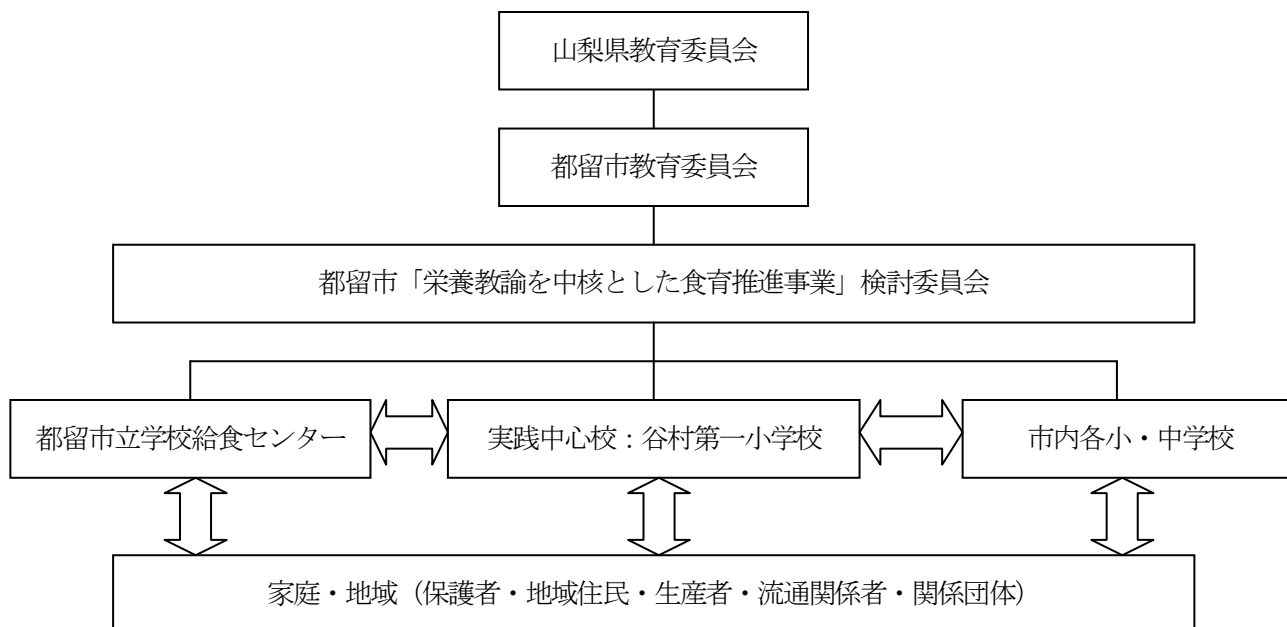 山梨県教育委員会
都留市教育委員会
都留市「栄養教諭を中核とした食育推進事業」検討委員会
都留市立学校給食センター
実践中心校：谷村第一小学校
市内各小・中学校
家庭・地域（保護者・地域住民・生産者・流通関係者・関係団体）